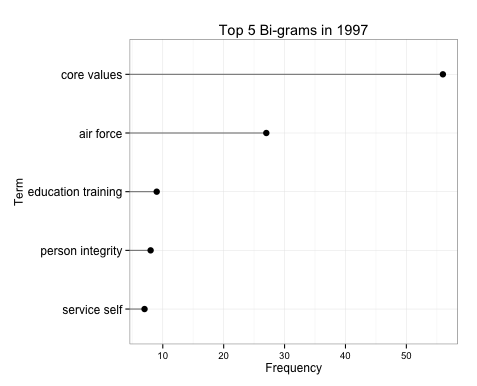 Top 5 Bi-grams in 1997
core values
air force
education training
person integrity
service self
Term
10 20 30 40 50
Frequency